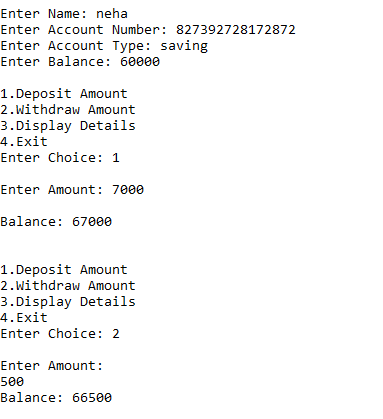 Enter Name: neha
Enter Account Number: 827392728172872
Enter Account Type: saving
Enter Balance: 60000
1.Deposit Amount
2.Withdraw Amount
3.Display Details
4.Exit
Enter Choice: 1
Enter Amount: 7000
Balance: 67000
1.Deposit Amount
2.Withdraw Amount
3.Display Details
4.Exit
Enter Choice: 2
Enter Amount:
500
Balance: 66500